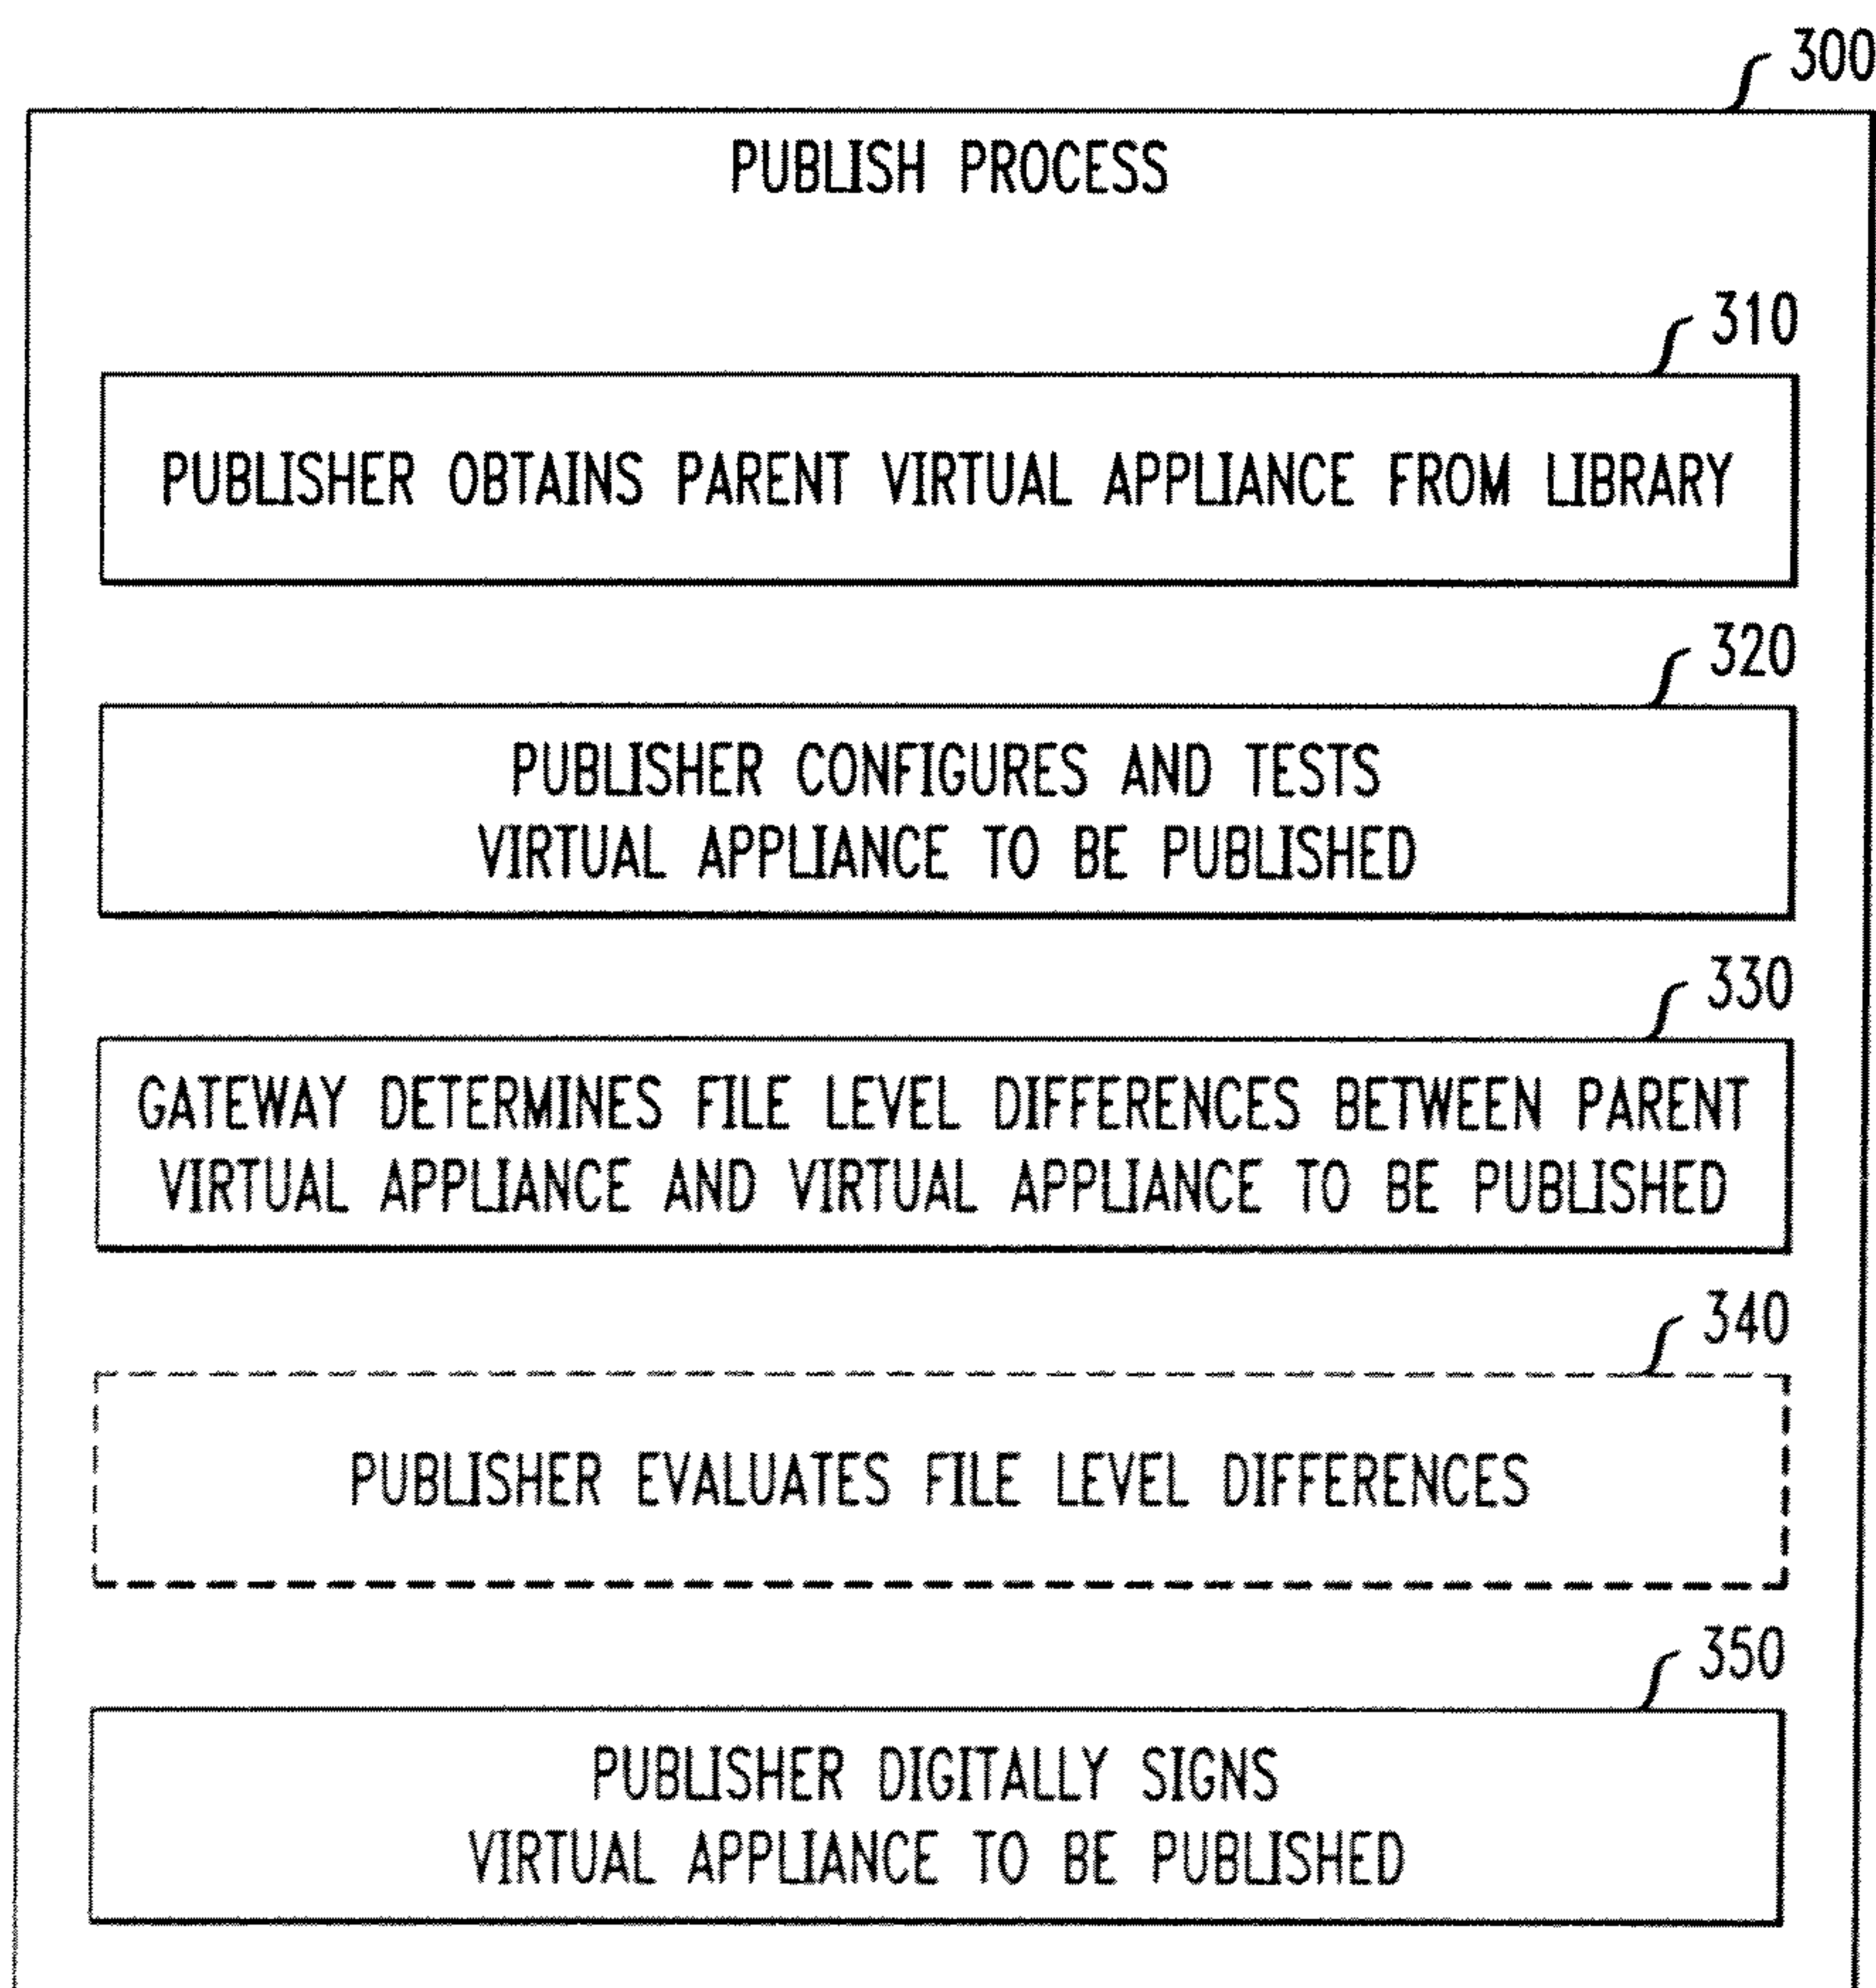 300
PUBLISH PROCESS
310
PUBLISHER OBTAINS PARENT VIRTUAL APPLIANCE FROM LIBRARY
320
PUBLISHER CONFIGURES AND TESTS
VIRTUAL APPLIANCE TO BE PUBLISHED
330
GATEWAY DETERMINES FILE LEVEL DIFFERENCES BETWEEN PARENT
VIRTUAL APPLIANCE AND VIRTUAL APPLIANCE TO BE PUBLISHED
340
PUBLISHER EVALUATES FILE LEVEL DIFFERENCES
350
PUBLISHER DIGITALLY SIGNS
VIRTUAL APPLIANCE TO BE PUBLISHED